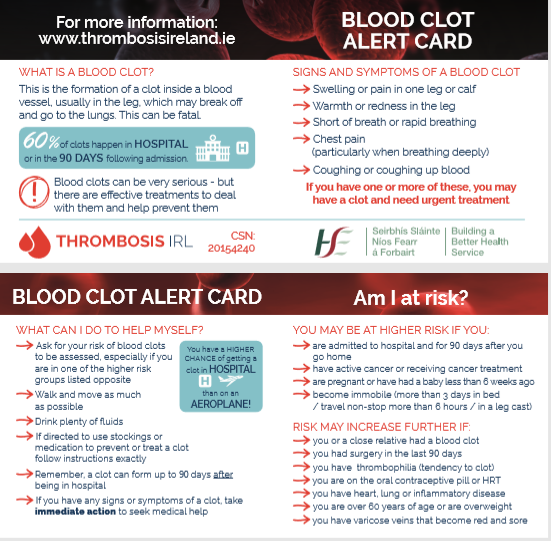 For more information:
www.thrombosisireland.ie
WHAT IS A BLOOD CLOT?
This is the formation of a clot inside a blood
vessel, usually in the leg, which may break off
and go to the lungs. This can be fatal.
60% of clots happen in HOSPITAL
or in the 90 DAYS following admission.
H
Blood clots can be very serious - but
there are effective treatments to deal
with them and help prevent them
THROMBOSIS IRL
CSN:
20154240
BLOOD CLOT
ALERT CARD
SIGNS AND SYMPTOMS OF A BLOOD CLOT
Swelling or pain in one leg or calf
Warmth or redness in the leg
Short of breath or rapid breathing
Chest pain
(particularly when breathing deeply)
Coughing or coughing up blood
If you have one or more of these, you may
have a clot and need urgent treatment
Seirbhís Sláinte
Níos Fearr
á Forbairt
Building a
Better Health
Service
BLOOD CLOT ALERT CARD
WHAT CAN I DO TO HELP MYSELF?
Ask for your risk of blood clots
to be assessed, especially if you
are in one of the higher risk
groups listed opposite
Walk and move as much
as possible
Drink plenty of fluids
If directed to use stockings or
medication to prevent or treat a clot
follow instructions exactly
Remember, a clot can form up to 90 days after
being in hospital
If you have any signs or symptoms of a clot, take
immediate action to seek medical help
You have a HIGHER
CHANCE of getting a
clot in HOSPITAL
H
than on an
AEROPLANE!
Am I at risk?
YOU MAY BE AT HIGHER RISK IF YOU:
are admitted to hospital and for 90 days after you
go home
have active cancer or receiving cancer treatment
are pregnant or have had a baby less than 6 weeks ago
become immobile (more than 3 days in bed
/ travel non-stop more than 6 hours / in a leg cast)
RISK MAY INCREASE FURTHER IF:
you or a close relative had a blood clot
you had surgery in the last 90 days
you have thrombophilia (tendency to clot)
you are on the oral contraceptive pill or HRT
you have heart, lung or inflammatory disease
you are over 60 years of age or are overweight
you have varicose veins that become red and sore